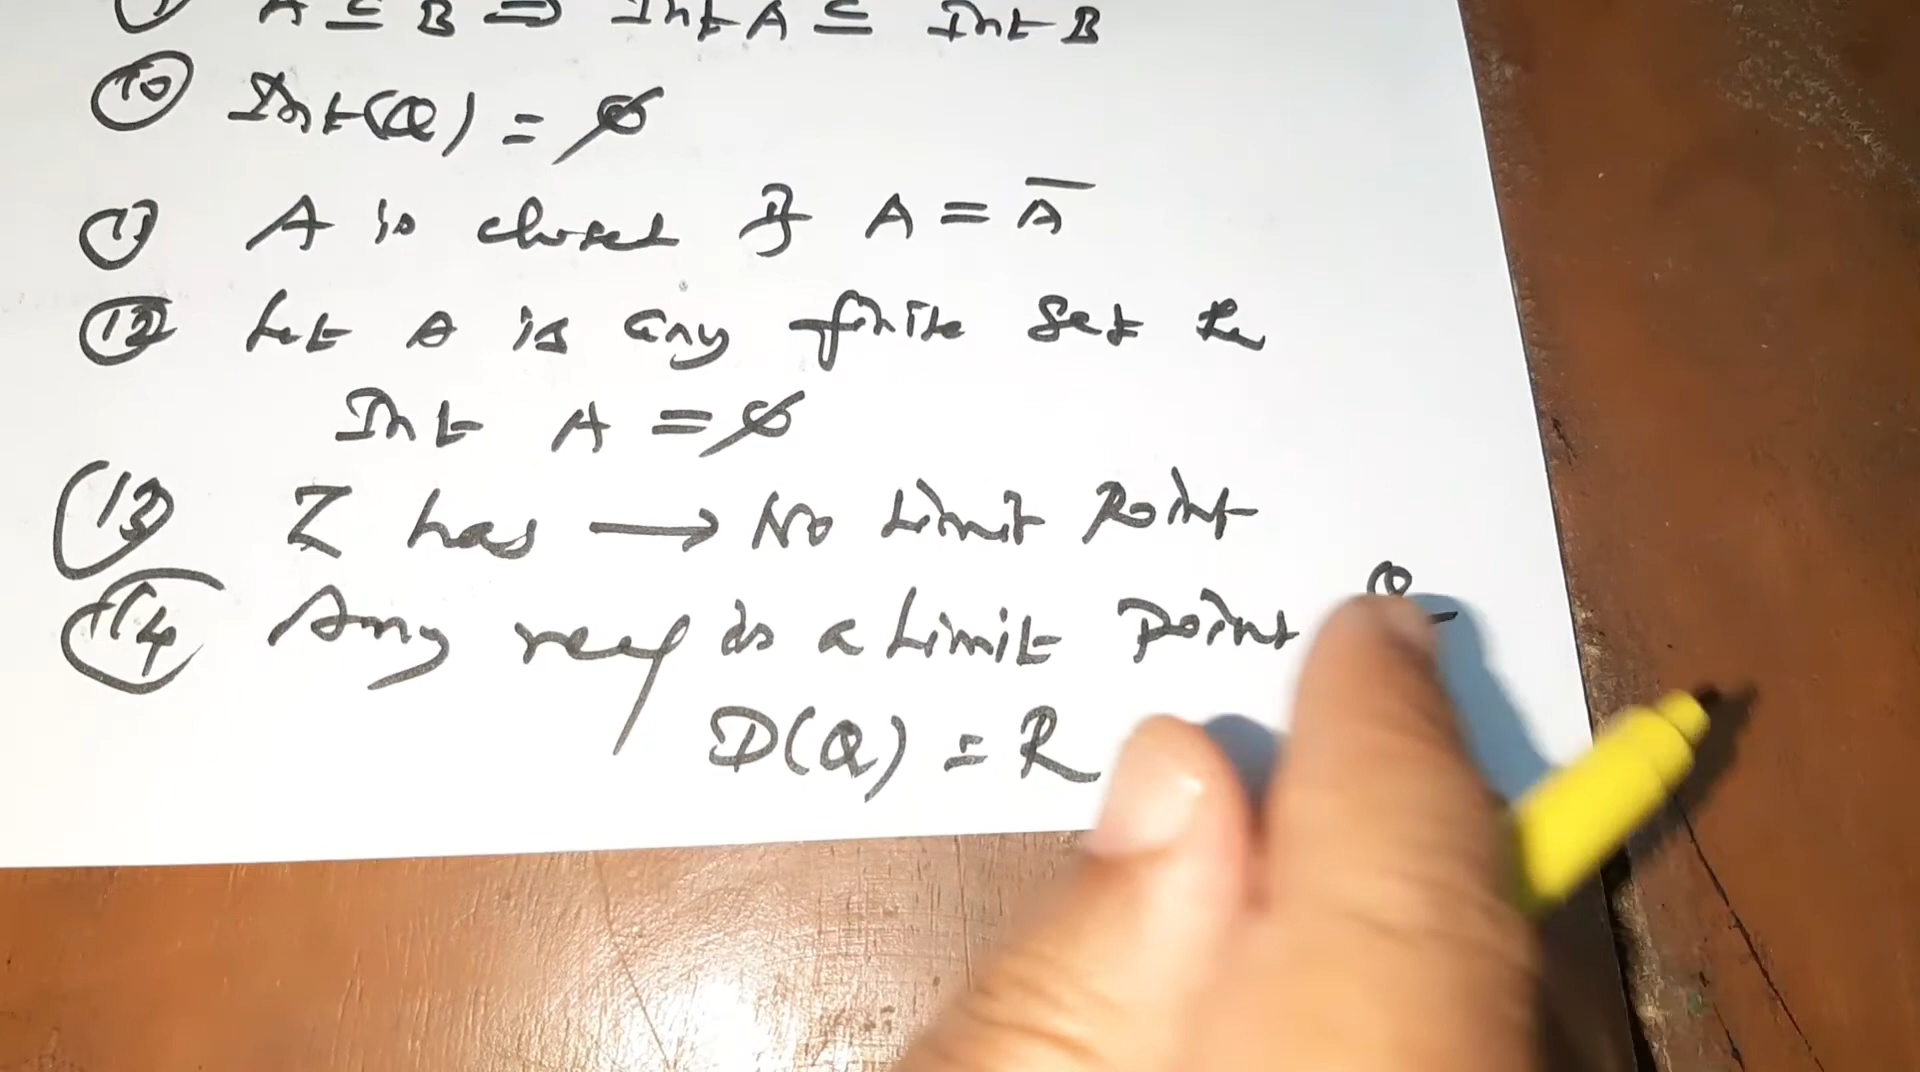 A ⊆ B ⇒ Int A ⊆ Int B
(10) Int(Q) = ∅
(11) A is closed if A = A̅
(12) Let A is any finite set
Int A = ∅
(13) Z has → No Limit Point
(14) Any real is a Limit Point
D(Q) = R